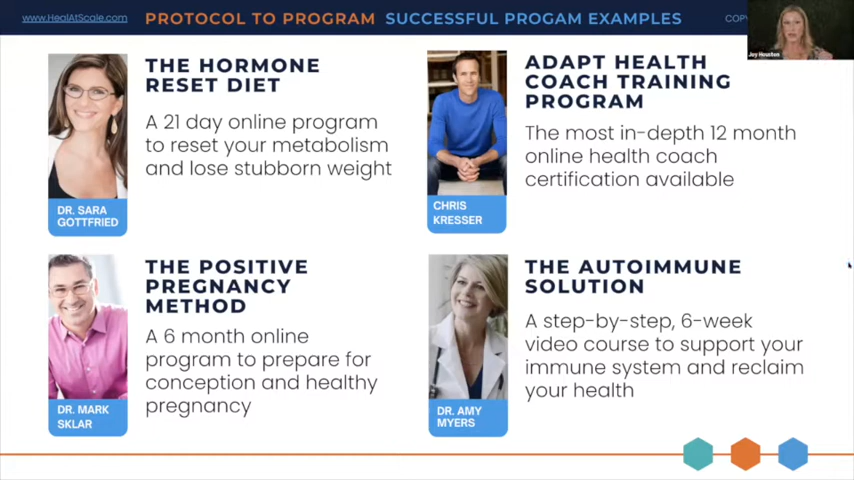 www.HealAtScale.com
PROTOCOL TO PROGRAM SUCCESSFUL PROGAM EXAMPLES
Joy Houston
THE HORMONE
RESET DIET
A 21 day online program
to reset your metabolism
and lose stubborn weight
DR. SARA
GOTTFRIED
ADAPT HEALTH
COACH TRAINING
PROGRAM
The most in-depth 12 month
online health coach
certification available
CHRIS
KRESSER
THE POSITIVE
PREGNANCY
METHOD
A 6 month online
program to prepare for
conception and healthy
pregnancy
DR. MARK
SKLAR
THE AUTOIMMUNE
SOLUTION
A step-by-step, 6-week
video course to support your
immune system and reclaim
your health
DR. AMY
MYERS